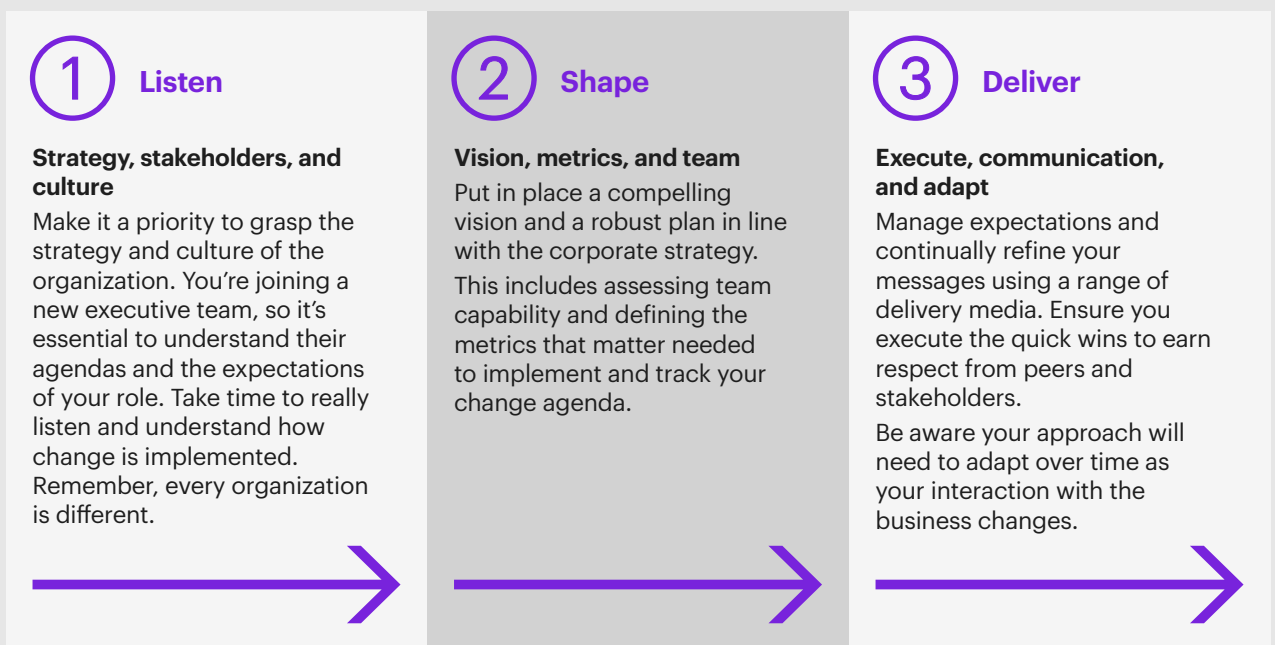 1 Listen
Strategy, stakeholders, and
culture
Make it a priority to grasp the
strategy and culture of the
organization. You’re joining a
new executive team, so it’s
essential to understand their
agendas and the expectations
of your role. Take time to really
listen and understand how
change is implemented.
Remember, every organization
is different.
2 Shape
Vision, metrics, and team
Put in place a compelling
vision and a robust plan in line
with the corporate strategy.
This includes assessing team
capability and defining the
metrics that matter needed
to implement and track your
change agenda.
3 Deliver
Execute, communication,
and adapt
Manage expectations and
continually refine your
messages using a range of
delivery media. Ensure you
execute the quick wins to earn
respect from peers and
stakeholders.
Be aware your approach will
need to adapt over time as
your interaction with the
business changes.